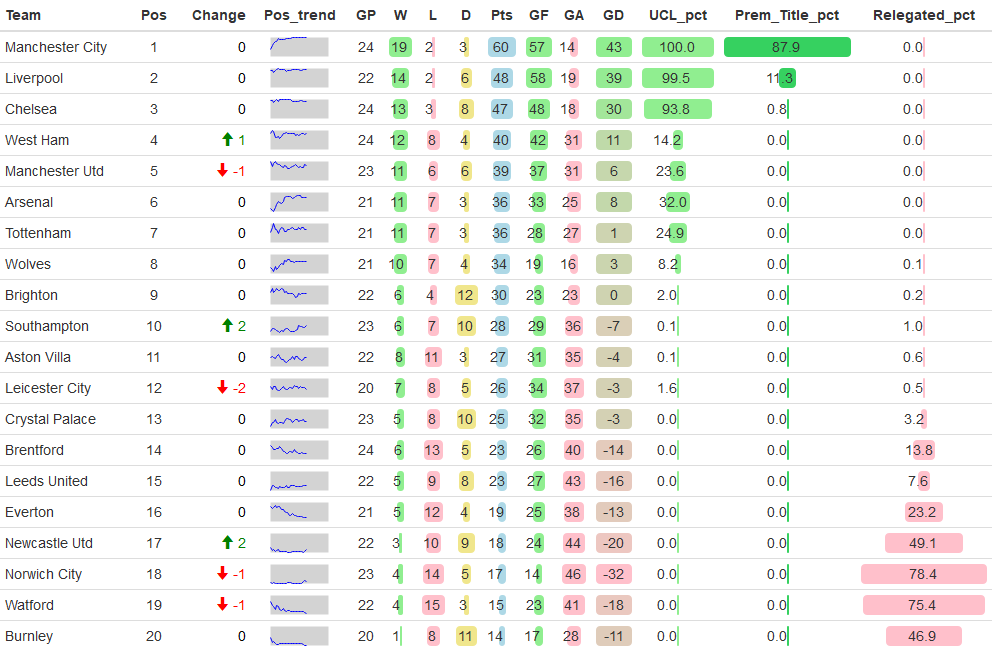 Team Pos Change Pos_trend GP W L D Pts GF GA GD UCL_pct Prem_Title_pct Relegated_pct
Manchester City 1 0 24 19 2 3 60 57 14 43 100.0 87.9 0.0
Liverpool 2 0 22 14 2 6 48 58 19 39 99.5 11.3 0.0
Chelsea 3 0 24 13 3 8 47 48 18 30 93.8 0.8 0.0
West Ham 4 1 24 12 8 4 40 42 31 11 14.2 0.0 0.0
Manchester Utd 5 -1 23 11 6 6 39 37 31 6 23.6 0.0 0.0
Arsenal 6 0 21 11 7 3 36 33 25 8 32.0 0.0 0.0
Tottenham 7 0 21 11 7 3 36 28 27 1 24.9 0.0 0.0
Wolves 8 0 21 10 7 4 34 19 16 3 8.2 0.0 0.1
Brighton 9 0 22 6 4 12 30 23 23 0 2.0 0.0 0.2
Southampton 10 2 23 6 7 10 28 29 36 -7 0.1 0.0 1.0
Aston Villa 11 0 22 8 11 3 27 31 35 -4 0.1 0.0 0.6
Leicester City 12 -2 20 7 8 5 26 34 37 -3 1.6 0.0 0.5
Crystal Palace 13 0 23 5 8 10 25 32 35 -3 0.0 0.0 3.2
Brentford 14 0 24 6 13 5 23 26 40 -14 0.0 0.0 13.8
Leeds United 15 0 22 5 9 8 23 27 43 -16 0.0 0.0 7.6
Everton 16 0 21 5 12 4 19 25 38 -13 0.0 0.0 23.2
Newcastle Utd 17 2 22 3 10 9 18 24 44 -20 0.0 0.0 49.1
Norwich City 18 -1 23 4 14 5 17 14 46 -32 0.0 0.0 78.4
Watford 19 -1 22 4 15 3 15 23 41 -18 0.0 0.0 75.4
Burnley 20 0 20 1 8 11 14 17 28 -11 0.0 0.0 46.9